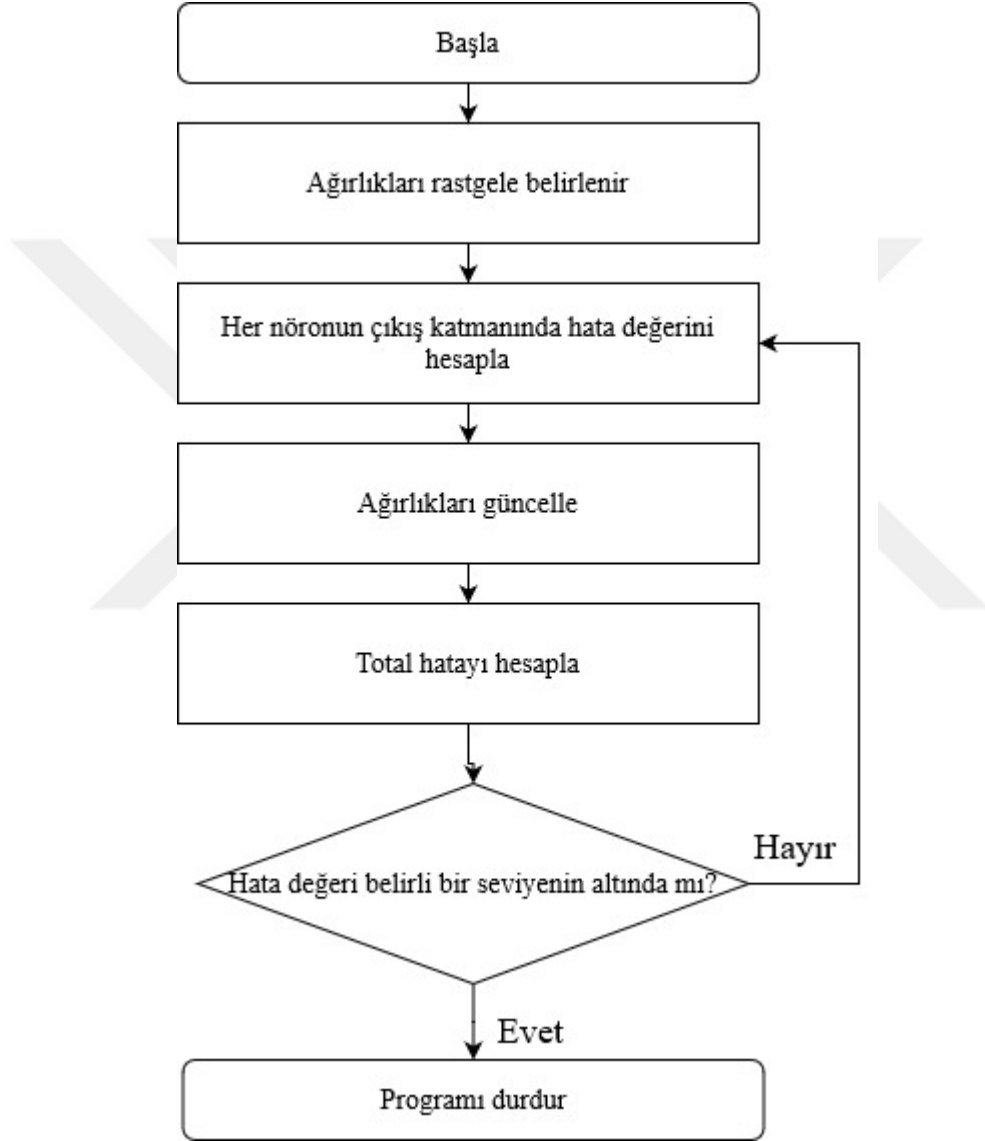 Başla
Ağırlıkları rastgele belirlenir
Her nöronun çıkış katmanında hata değerini
hesapla
Ağırlıkları güncelle
Total hatayı hesapla
Hata değeri belirli bir seviyenin altında mı?
Hayır
Evet
Programı durdur